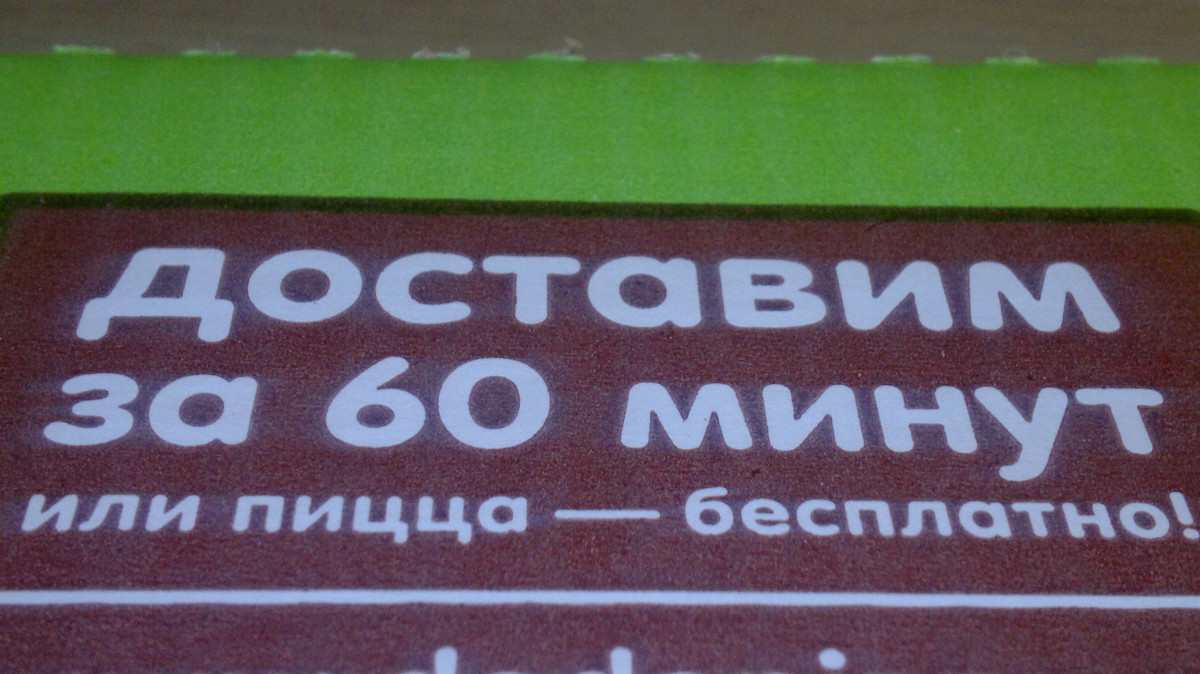 доставим
за 60 минут
или пицца — бесплатно!